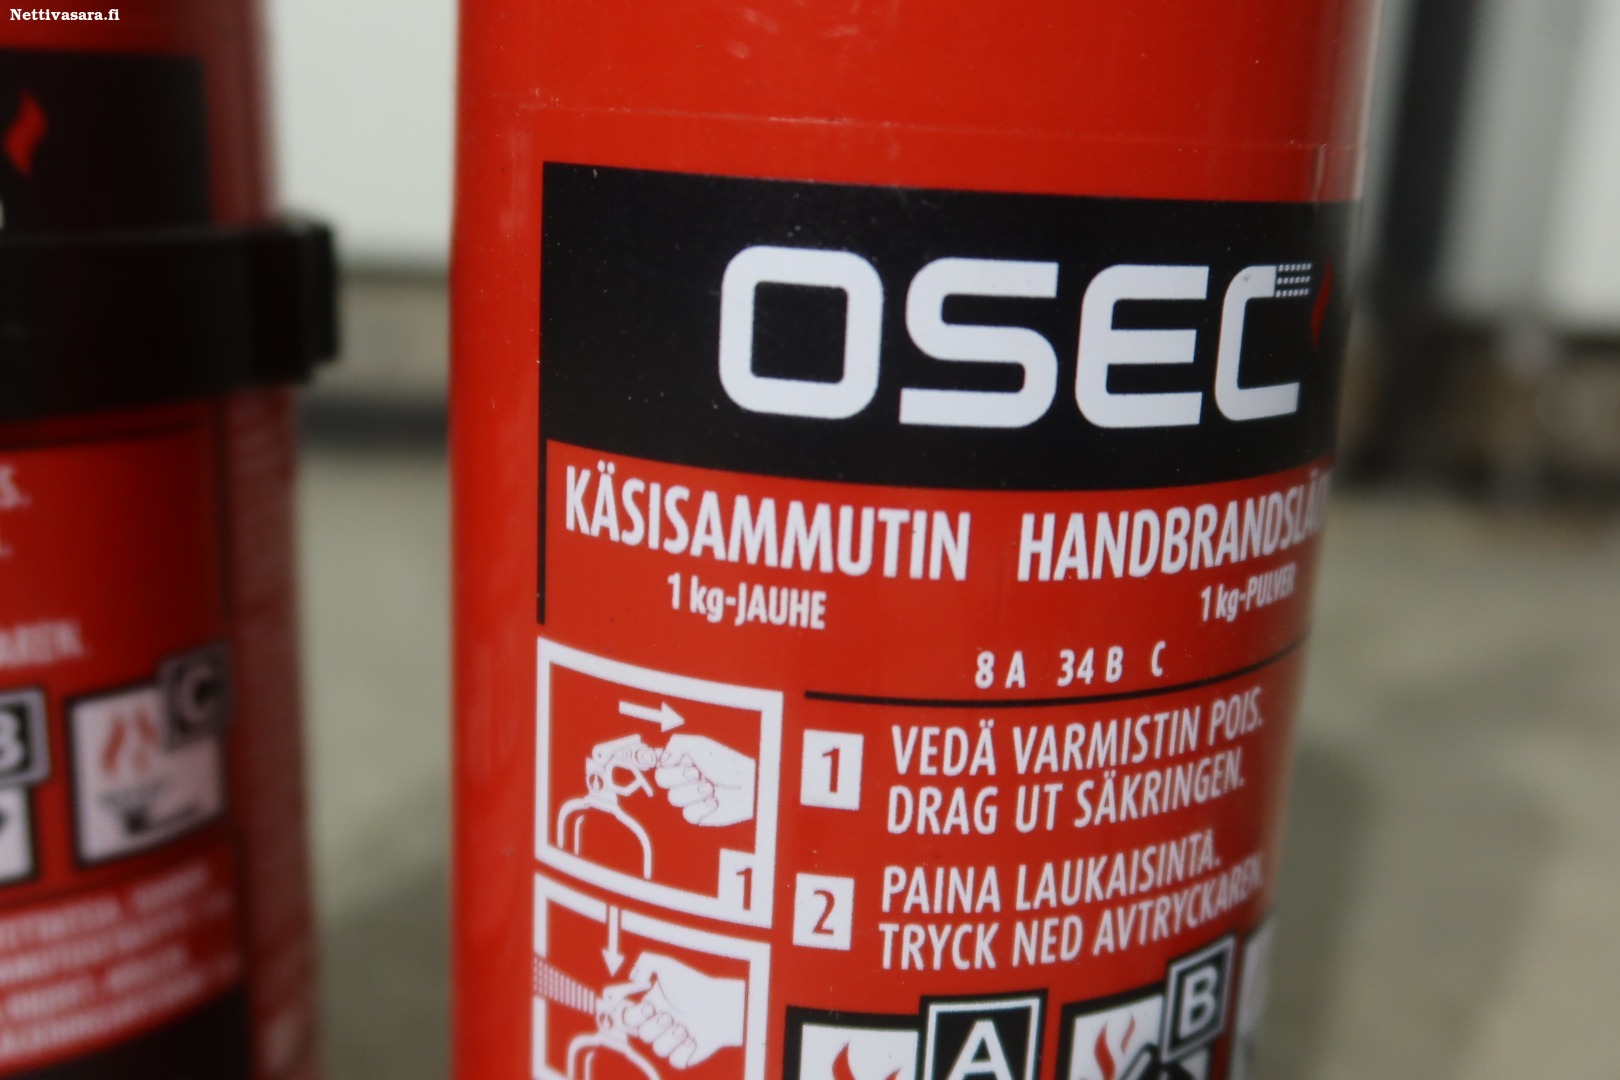 Nettivasara.fi
OSEC
KÄSISAMMUTIN HANDBRANDSLÄ
1 kg-JAUHE 1 kg-PULVER
8 A 34 B C
1 VEDÄ VARMISTIN POIS.
DRAG UT SÄKRINGEN.
1
2 PAINA LAUKAISINTA.
TRYCK NED AVTRYCKAREN.
A B
B C